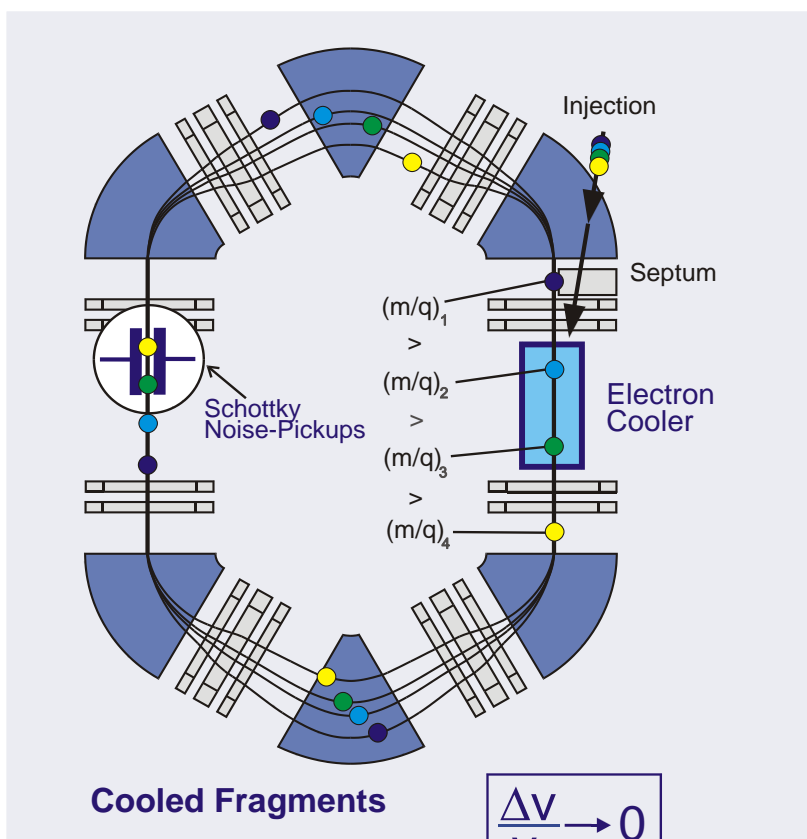 Injection
Septum
(m/q)1
>
(m/q)2
>
(m/q)3
>
(m/q)4
Electron
Cooler
Schottky
Noise-Pickups
Cooled Fragments
Δv
→ 0